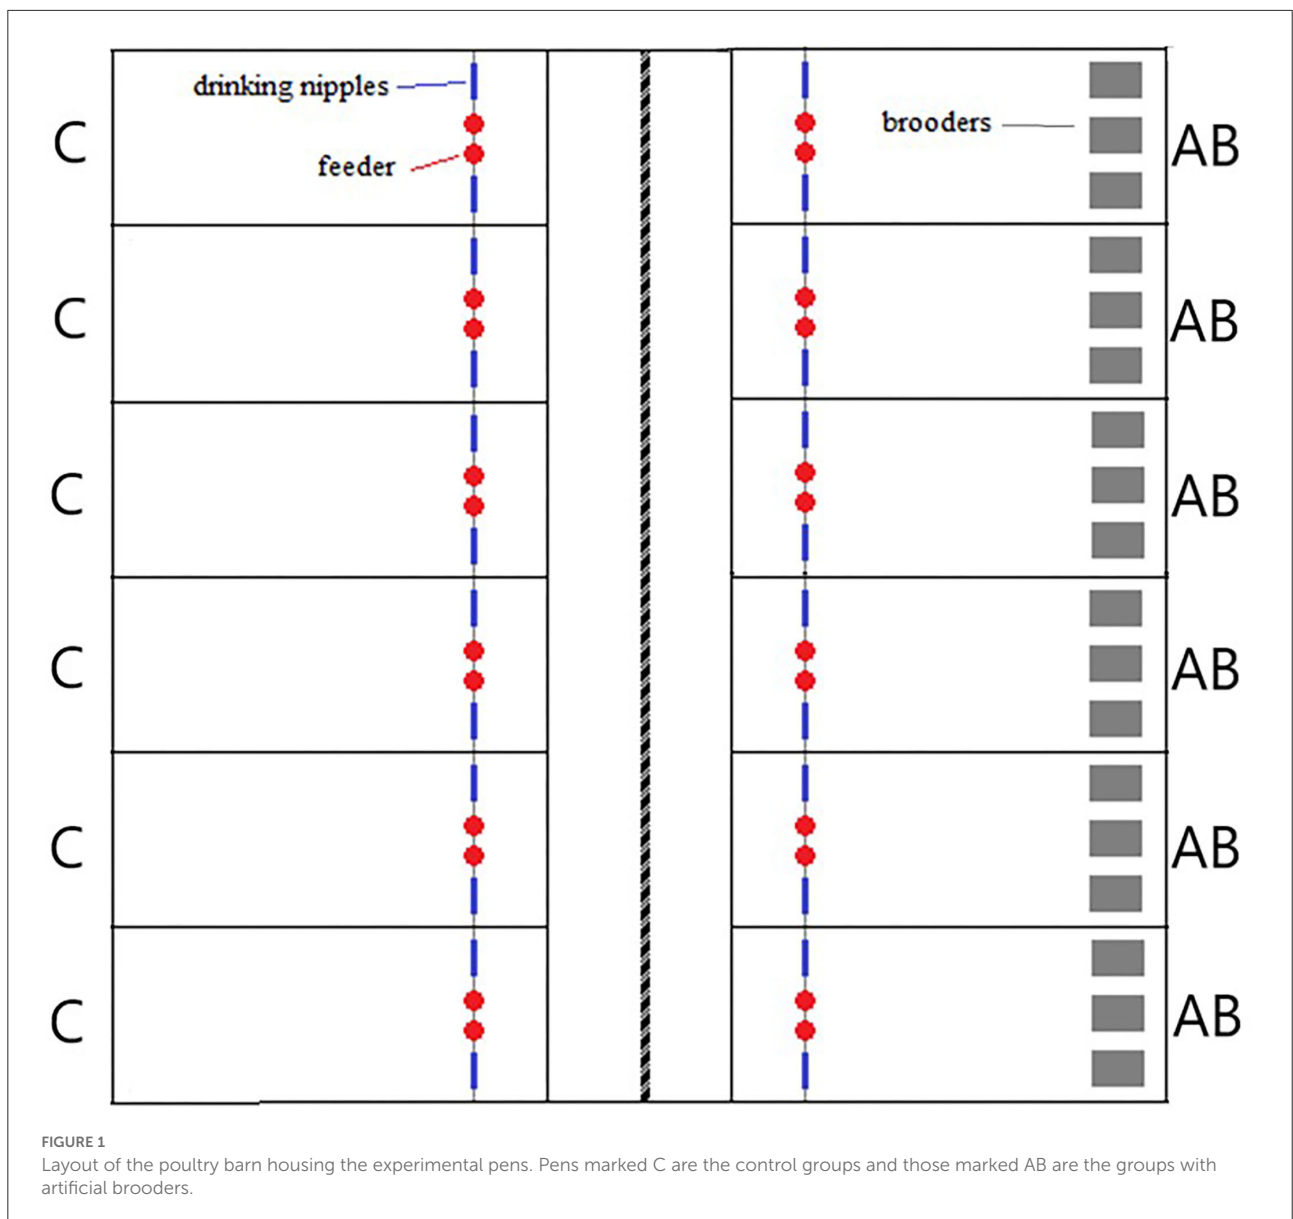 drinking nipples
feeder
brooders
C
AB
C
AB
C
AB
C
AB
C
AB
C
AB
FIGURE 1
Layout of the poultry barn housing the experimental pens. Pens marked C are the control groups and those marked AB are the groups with
artificial brooders.